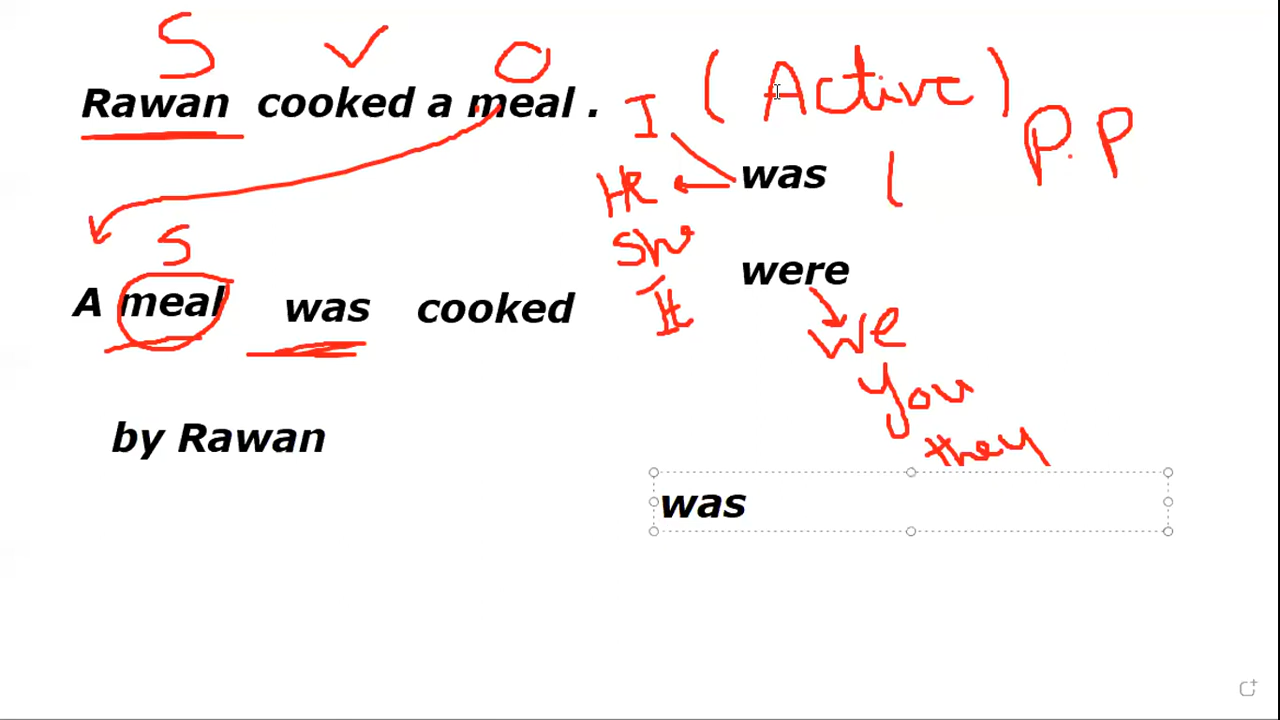 S V O
Rawan cooked a meal .
(Active)
P.P
I
was
He
She
It
were
we
you
they
S
A meal was cooked
by Rawan
was